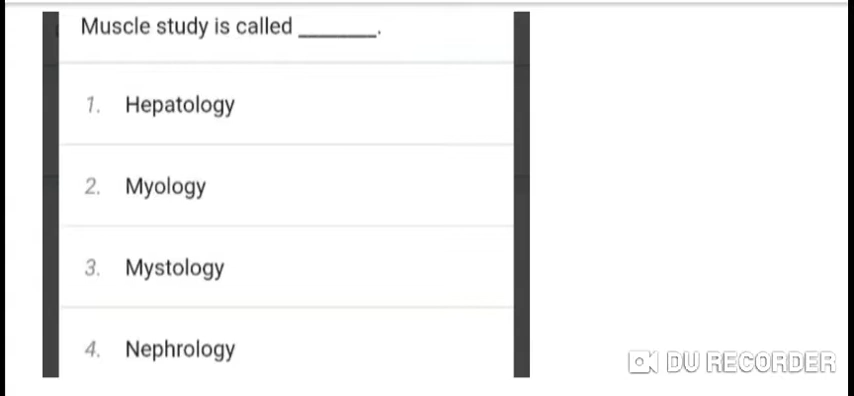 Muscle study is called _______.
1. Hepatology
2. Myology
3. Mystology
4. Nephrology
DU RECORDER